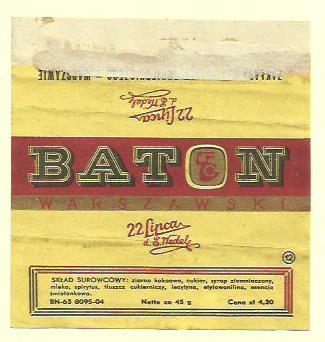 WARSZAWIE
22 Lipca
d. E. Wedel
BATON
WARSZAWSKI
22 Lipca
d. E. Wedel
12
SKŁAD SUROWCOWY: ziarno kakaowe, cukier, syrop ziemniaczany,
mleko, spirytus, tłuszcz cukierniczy, lecytyna, etylowanilina, esencja
śmietankowa.
BN-63 8095-04 Netto ca 45 g Cena zł 4,30